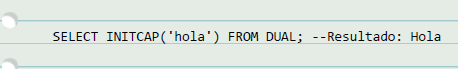 SELECT INITCAP('hola') FROM DUAL; --Resultado: Hola